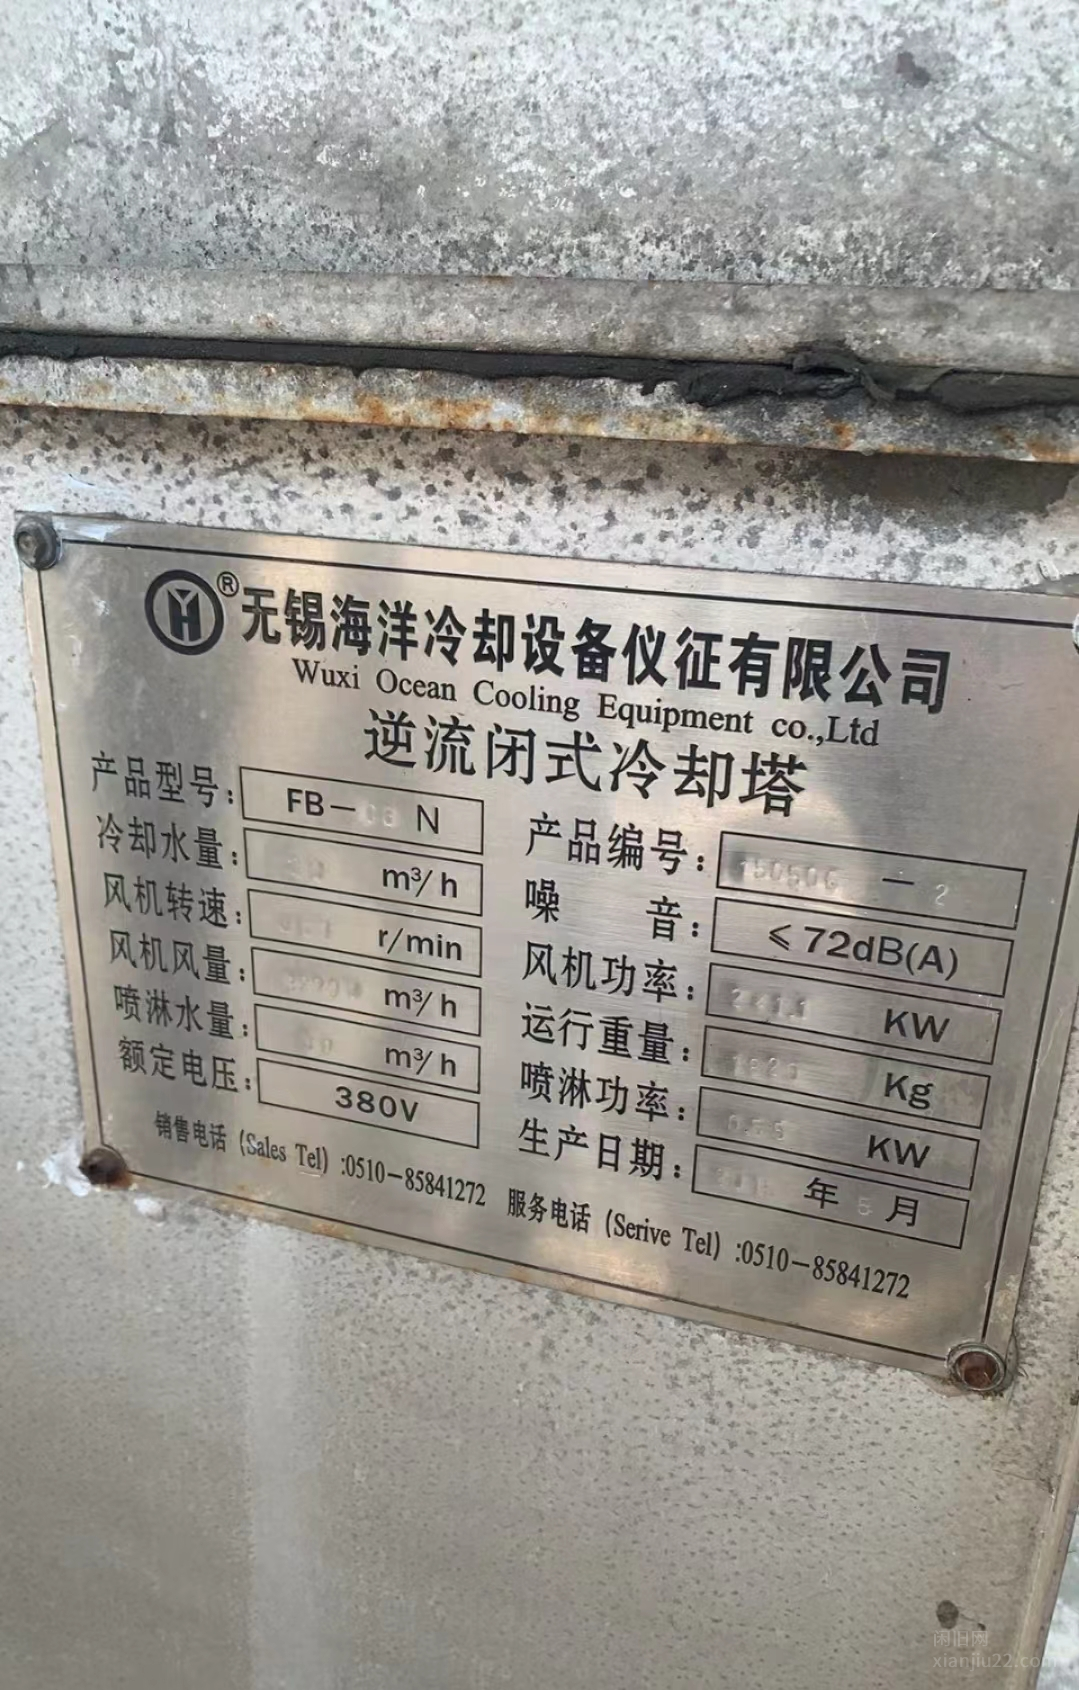 ®无锡海洋冷却设备仪征有限公司
Wuxi Ocean Cooling Equipment co.,Ltd
逆流闭式冷却塔
产品型号: FB- N
冷却水量: m³/h
风机转速: r/min
风机风量: m³/h
喷淋水量: m³/h
额定电压: 380V
产品编号: - 2
噪 音: ≤72dB(A)
风机功率: KW
运行重量: Kg
喷淋功率: KW
生产日期: 年 5 月
销售电话 (Sales Tel) :0510-85841272 服务电话 (Serive Tel) :0510-85841272
闲旧网
xianjiu22.com